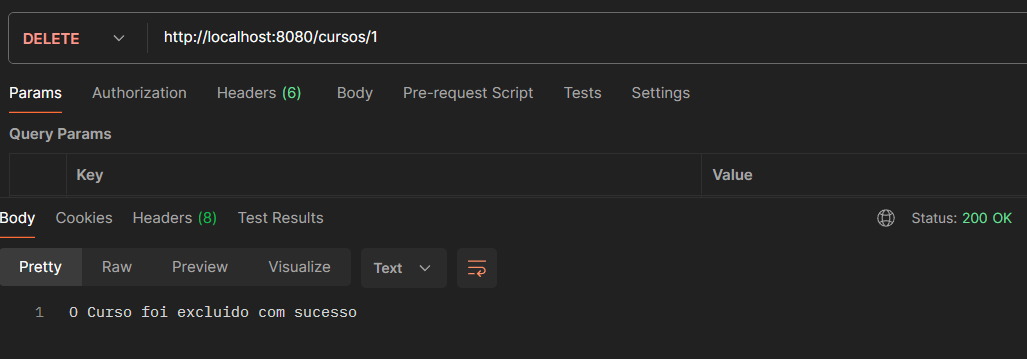 DELETE http://localhost:8080/cursos/1
Params Authorization Headers (6) Body Pre-request Script Tests Settings
Query Params
Key Value
Body Cookies Headers (8) Test Results Status: 200 OK
Pretty Raw Preview Visualize Text
1 O Curso foi excluido com sucesso